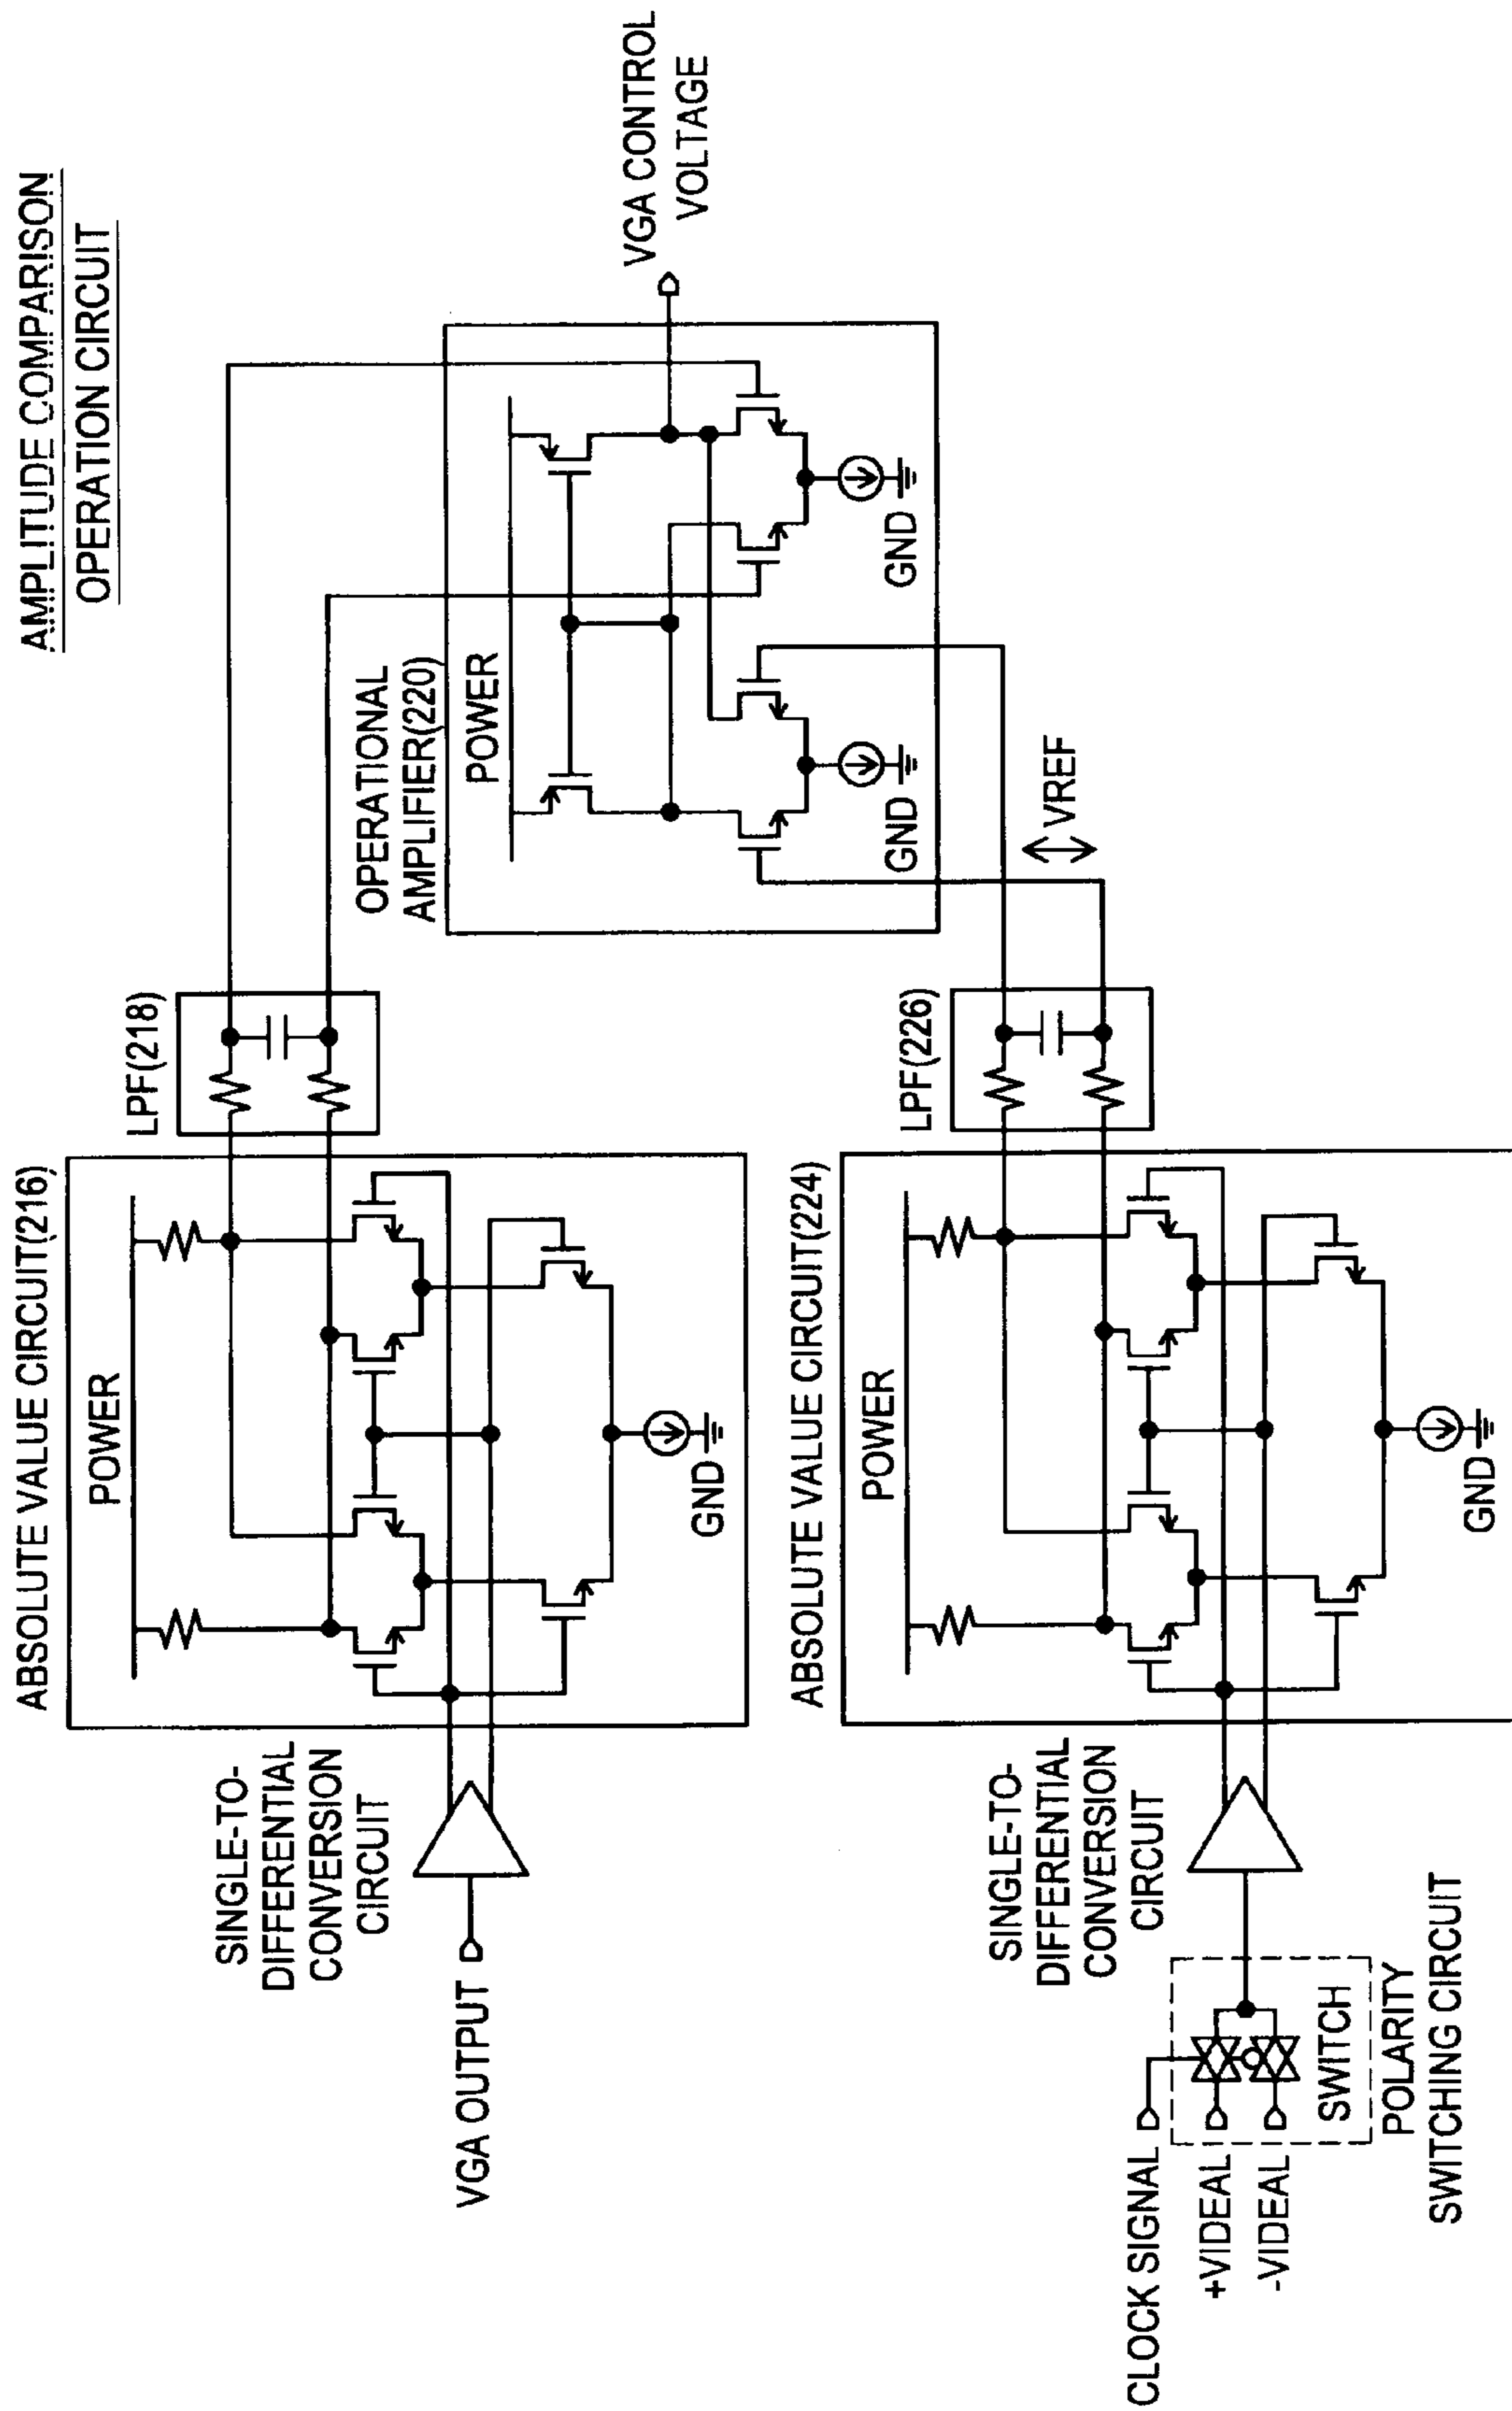 AMPLITUDE COMPARISON
OPERATION CIRCUIT
ABSOLUTE VALUE CIRCUIT(216)
POWER
GND
LPF(218)
SINGLE-TO-
DIFFERENTIAL
CONVERSION
CIRCUIT
VGA OUTPUT
OPERATIONAL
AMPLIFIER(220)
POWER
GND
GND
VGA CONTROL
VOLTAGE
VREF
ABSOLUTE VALUE CIRCUIT(224)
POWER
GND
LPF(226)
SINGLE-TO-
DIFFERENTIAL
CONVERSION
CIRCUIT
CLOCK SIGNAL
+VIDEAL
-VIDEAL
SWITCH
POLARITY
SWITCHING CIRCUIT